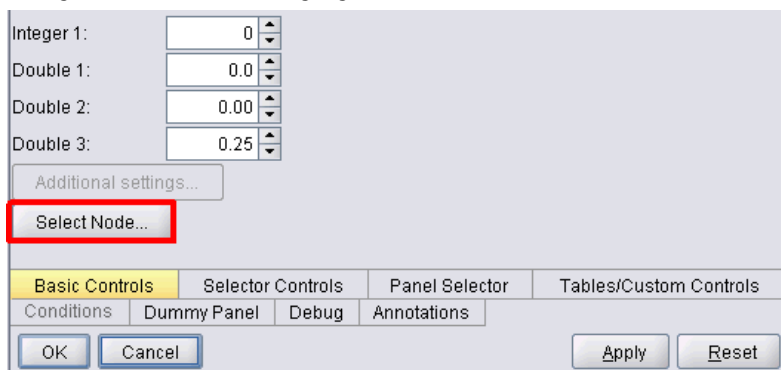 Integer 1: 0
Double 1: 0.0
Double 2: 0.00
Double 3: 0.25
Additional settings...
Select Node...
Basic Controls Selector Controls Panel Selector Tables/Custom Controls
Conditions Dummy Panel Debug Annotations
OK Cancel Apply Reset